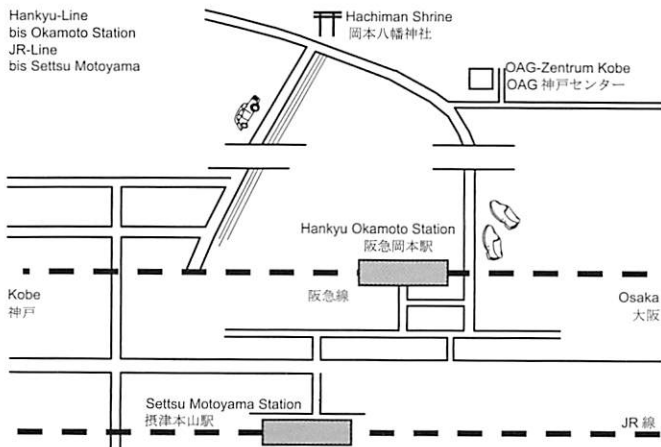 Hankyu-Line
bis Okamoto Station
JR-Line
bis Settsu Motoyama
Hachiman Shrine
岡本八幡神社
OAG-Zentrum Kobe
OAG 神戸センター
Hankyu Okamoto Station
阪急岡本駅
Kobe
神戸
阪急線
Osaka
大阪
Settsu Motoyama Station
摂津本山駅
JR 線